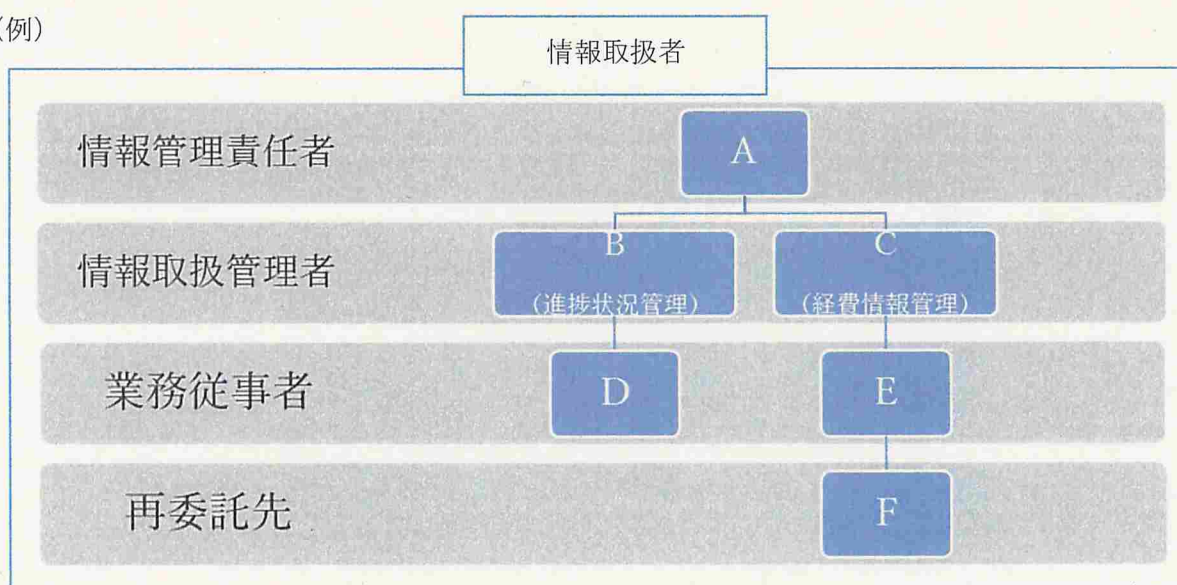 (例)
情報取扱者
情報管理責任者
A
情報取扱管理者
B
(進捗状況管理)
C
(経費情報管理)
業務従事者
D
E
再委託先
F